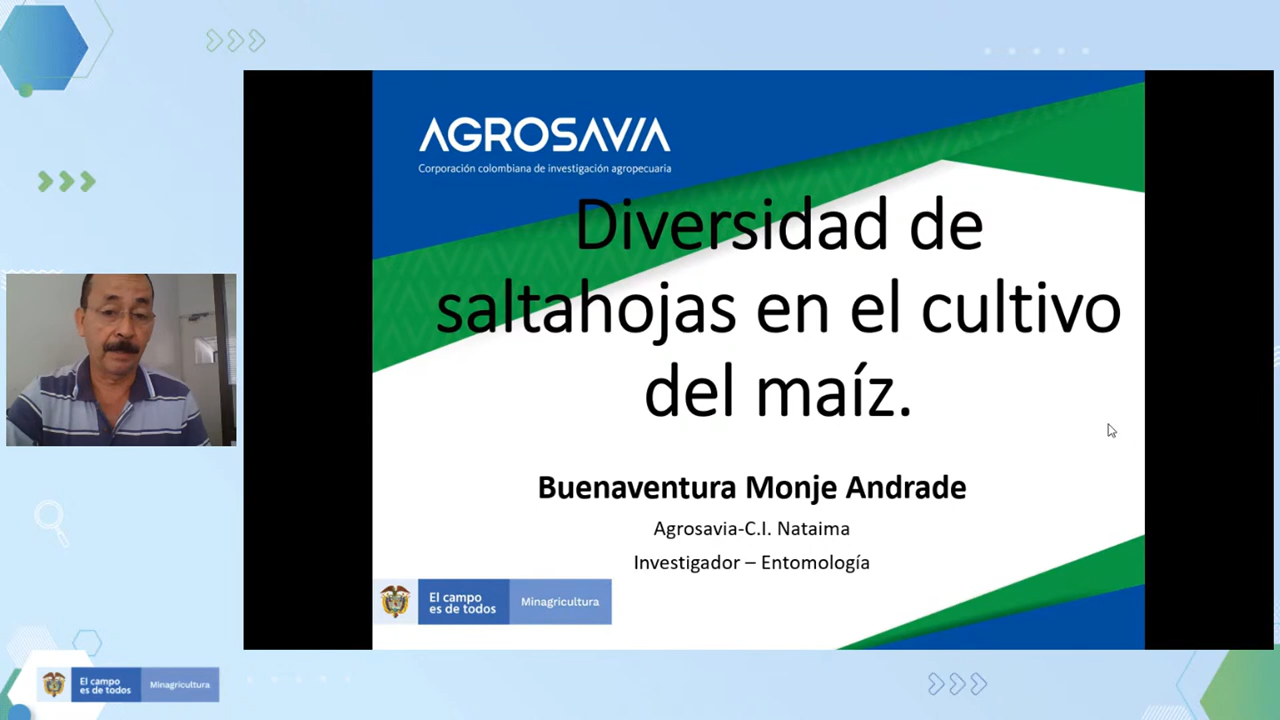 AGROSAVIA
Corporación colombiana de investigación agropecuaria
Diversidad de
saltahojas en el cultivo
del maíz.
Buenaventura Monje Andrade
Agrosavia-C.I. Nataima
Investigador – Entomología
El campo
es de todos
Minagricultura
El campo
es de todos
Minagricultura